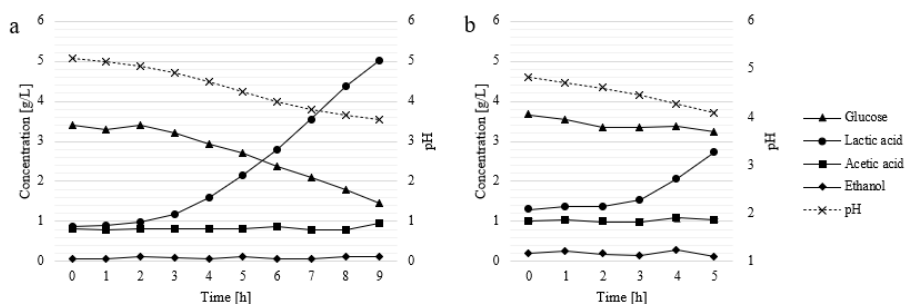 a
Concentration [g/L]
6
5
4
3
2
1
0
6
5
4
3
2
1
0
pH
0 1 2 3 4 5 6 7 8 9
Time [h]
b
Concentration [g/L]
6
5
4
3
2
1
0
6
5
4
3
2
1
pH
0 1 2 3 4 5
Time [h]
Glucose
Lactic acid
Acetic acid
Ethanol
pH